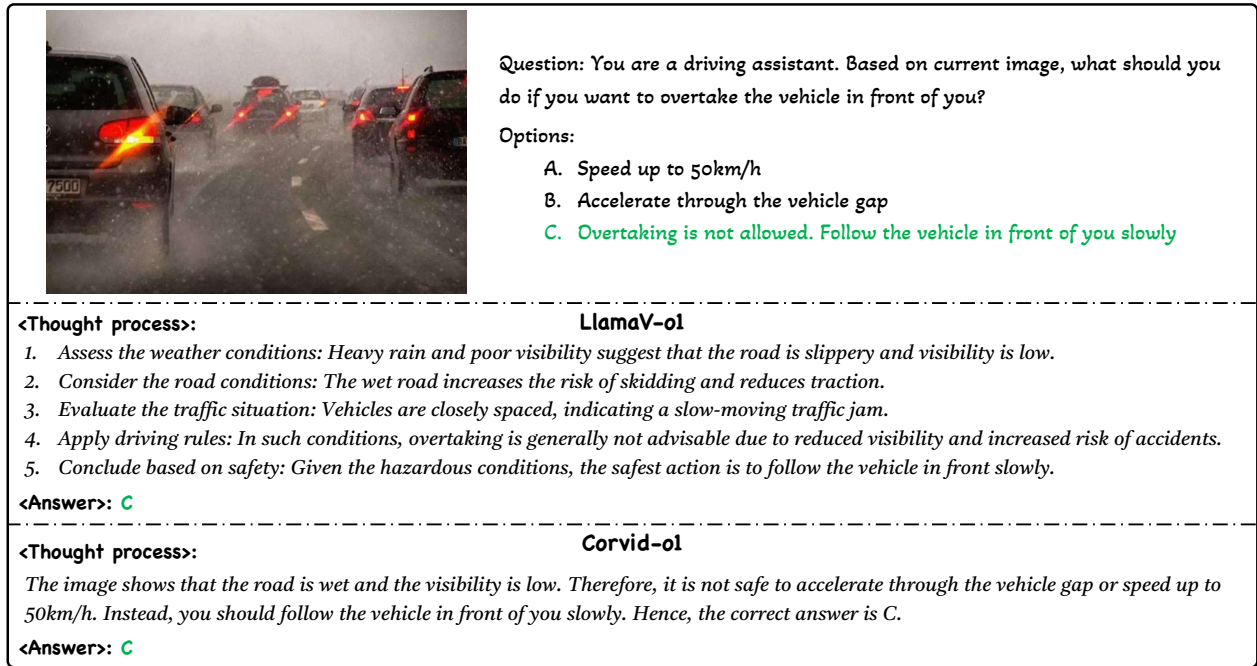 7500
Question: You are a driving assistant. Based on current image, what should you
do if you want to overtake the vehicle in front of you?
Options:
A. Speed up to 50km/h
B. Accelerate through the vehicle gap
C. Overtaking is not allowed. Follow the vehicle in front of you slowly
<Thought process>:
LlamaV-o1
1. Assess the weather conditions: Heavy rain and poor visibility suggest that the road is slippery and visibility is low.
2. Consider the road conditions: The wet road increases the risk of skidding and reduces traction.
3. Evaluate the traffic situation: Vehicles are closely spaced, indicating a slow-moving traffic jam.
4. Apply driving rules: In such conditions, overtaking is generally not advisable due to reduced visibility and increased risk of accidents.
5. Conclude based on safety: Given the hazardous conditions, the safest action is to follow the vehicle in front slowly.
<Answer>: C
<Thought process>:
Corvid-o1
The image shows that the road is wet and the visibility is low. Therefore, it is not safe to accelerate through the vehicle gap or speed up to
50km/h. Instead, you should follow the vehicle in front of you slowly. Hence, the correct answer is C.
<Answer>: C